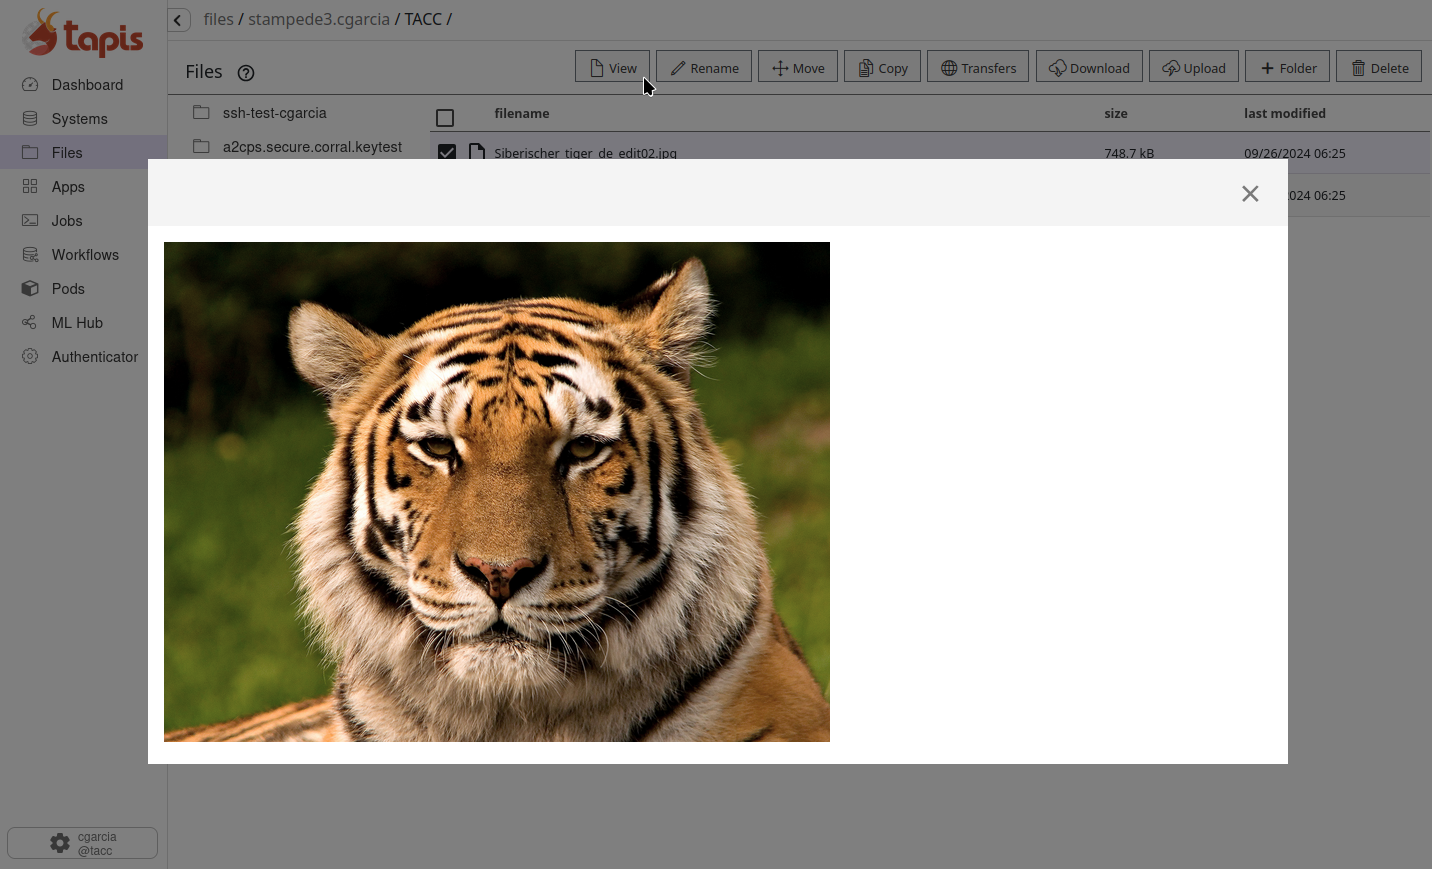 tapis
files / stampede3.cgarcia / TACC /
Dashboard
Systems
Files
Apps
Jobs
Workflows
Pods
ML Hub
Authenticator
cgarcia
@tacc
Files ?
View Rename Move Copy Transfers Download Upload + Folder Delete
ssh-test-cgarcia
a2cps.secure.corral.keytest
filename size last modified
Siberischer_tiger_de_edit02.jpg 748.7 kB 09/26/2024 06:25
024 06:25